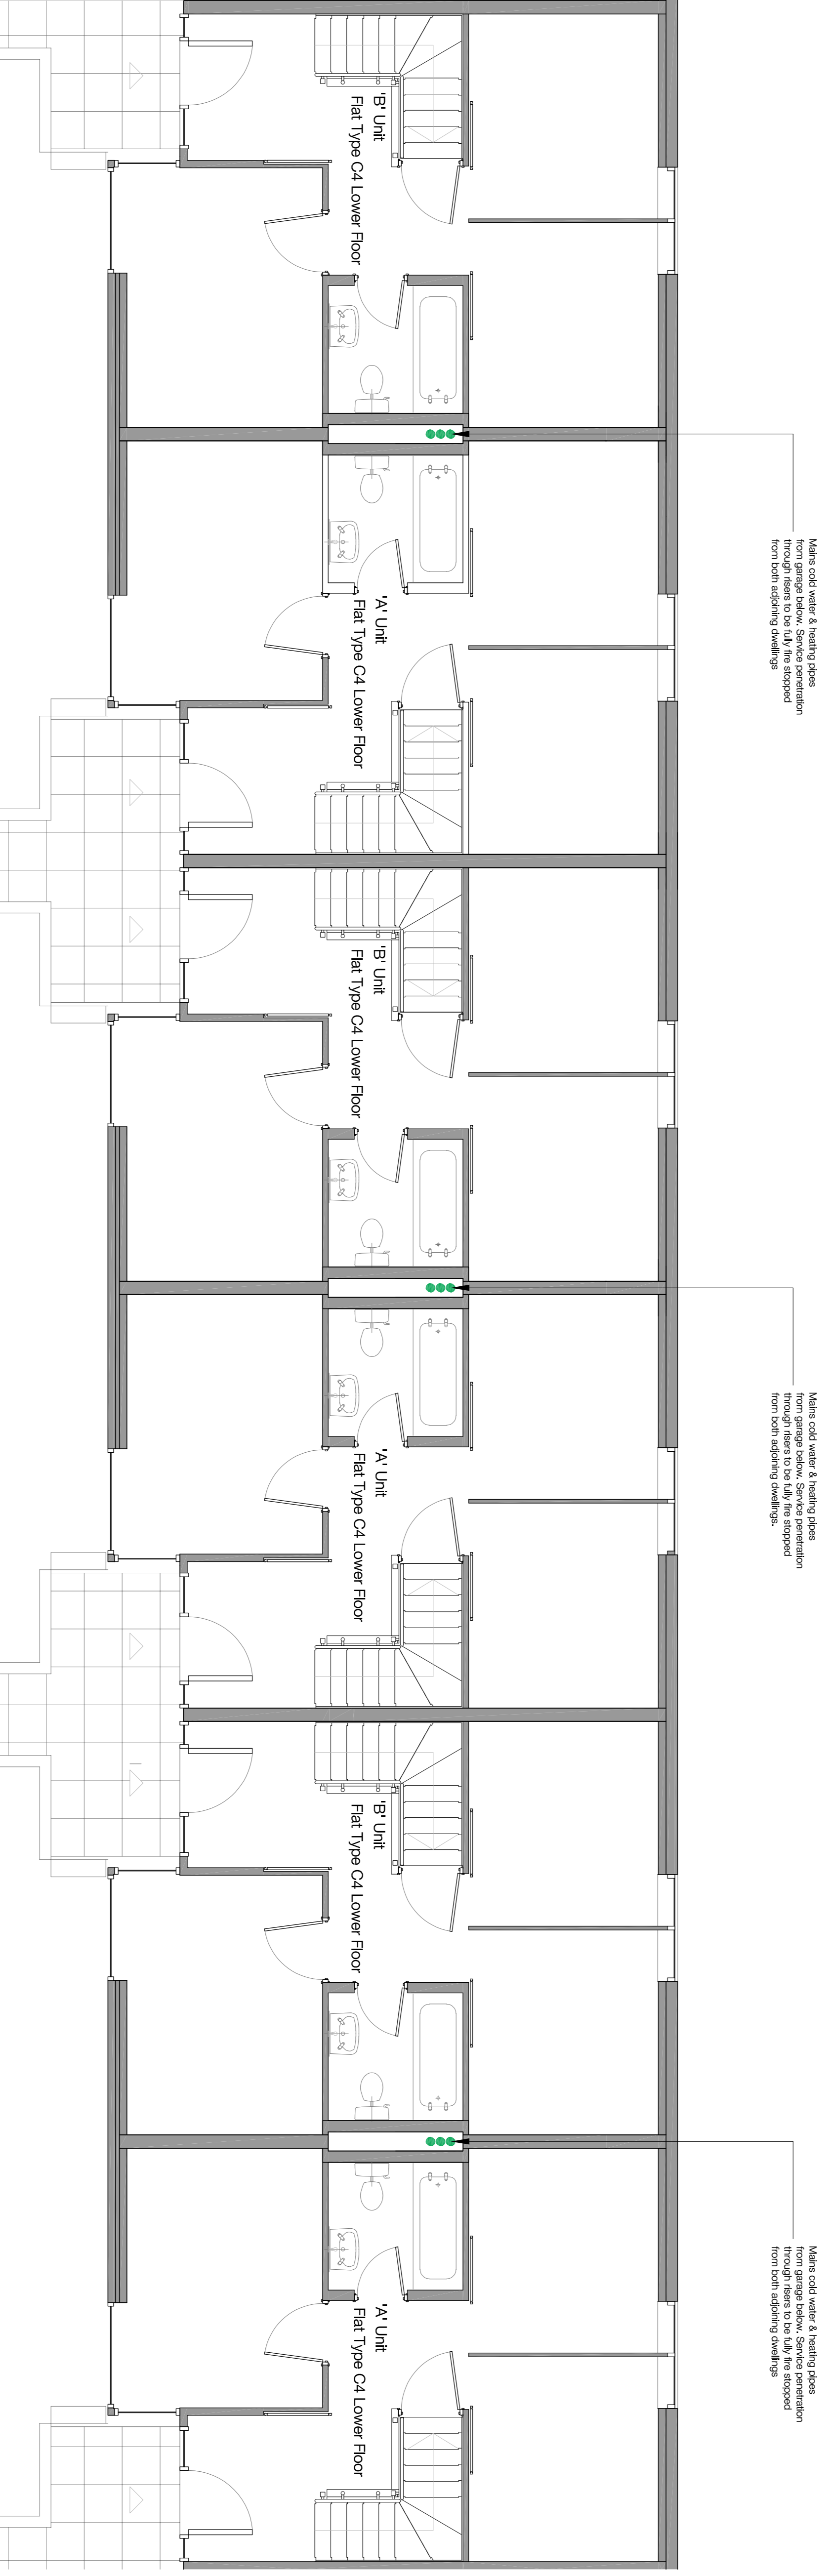 Mains cold water & heating pipes
from garage below. Service penetration
through risers to be fully fire stopped
from both adjoining dwellings
Mains cold water & heating pipes
from garage below. Service penetration
through risers to be fully fire stopped
from both adjoining dwellings.
Mains cold water & heating pipes
from garage below. Service penetration
through risers to be fully fire stopped
from both adjoining dwellings
'B' Unit
Flat Type C4 Lower Floor
'A' Unit
Flat Type C4 Lower Floor
'B' Unit
Flat Type C4 Lower Floor
'A' Unit
Flat Type C4 Lower Floor
'B' Unit
Flat Type C4 Lower Floor
'A' Unit
Flat Type C4 Lower Floor